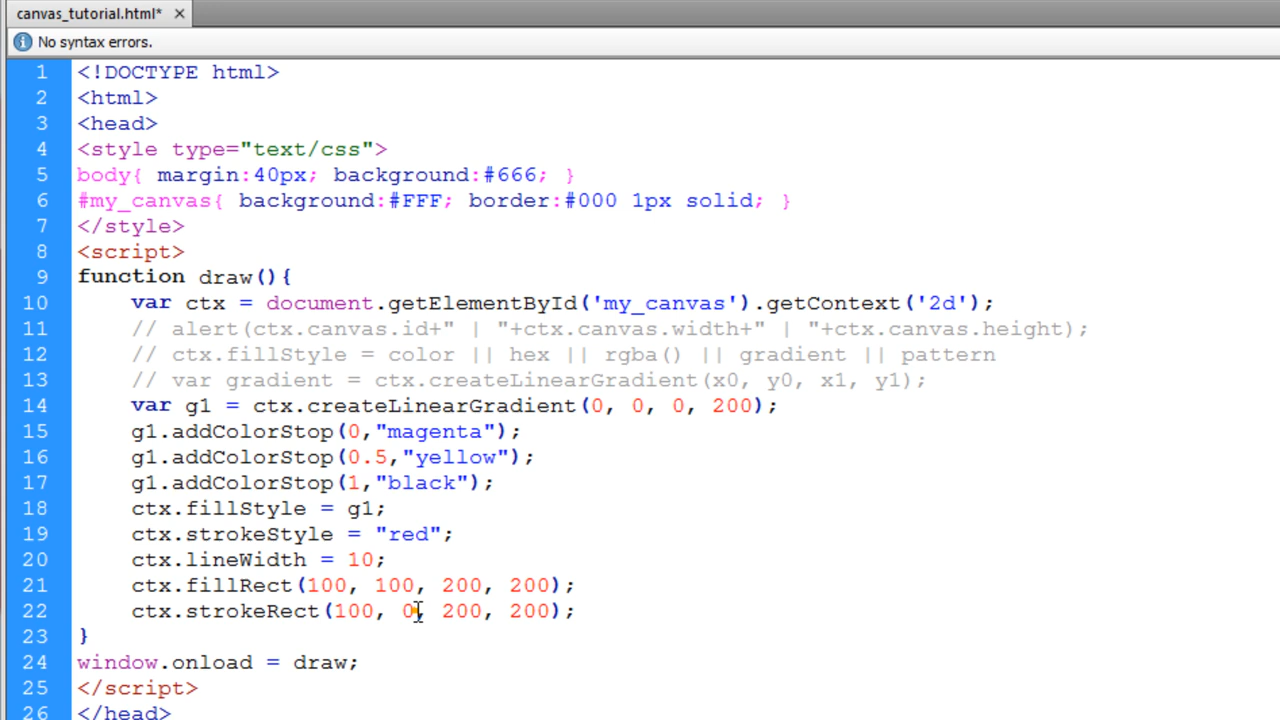 canvas_tutorial.html* ×
No syntax errors.
1 <!DOCTYPE html>
2 <html>
3 <head>
4 <style type="text/css">
5 body{ margin:40px; background:#666; }
6 #my_canvas{ background:#FFF; border:#000 1px solid; }
7 </style>
8 <script>
9 function draw(){
10 var ctx = document.getElementById('my_canvas').getContext('2d');
11 // alert(ctx.canvas.id+" | "+ctx.canvas.width+" | "+ctx.canvas.height);
12 // ctx.fillStyle = color || hex || rgba() || gradient || pattern
13 // var gradient = ctx.createLinearGradient(x0, y0, x1, y1);
14 var g1 = ctx.createLinearGradient(0, 0, 0, 200);
15 g1.addColorStop(0,"magenta");
16 g1.addColorStop(0.5,"yellow");
17 g1.addColorStop(1,"black");
18 ctx.fillStyle = g1;
19 ctx.strokeStyle = "red";
20 ctx.lineWidth = 10;
21 ctx.fillRect(100, 100, 200, 200);
22 ctx.strokeRect(100, 0, 200, 200);
23 }
24 window.onload = draw;
25 </script>
26 </head>